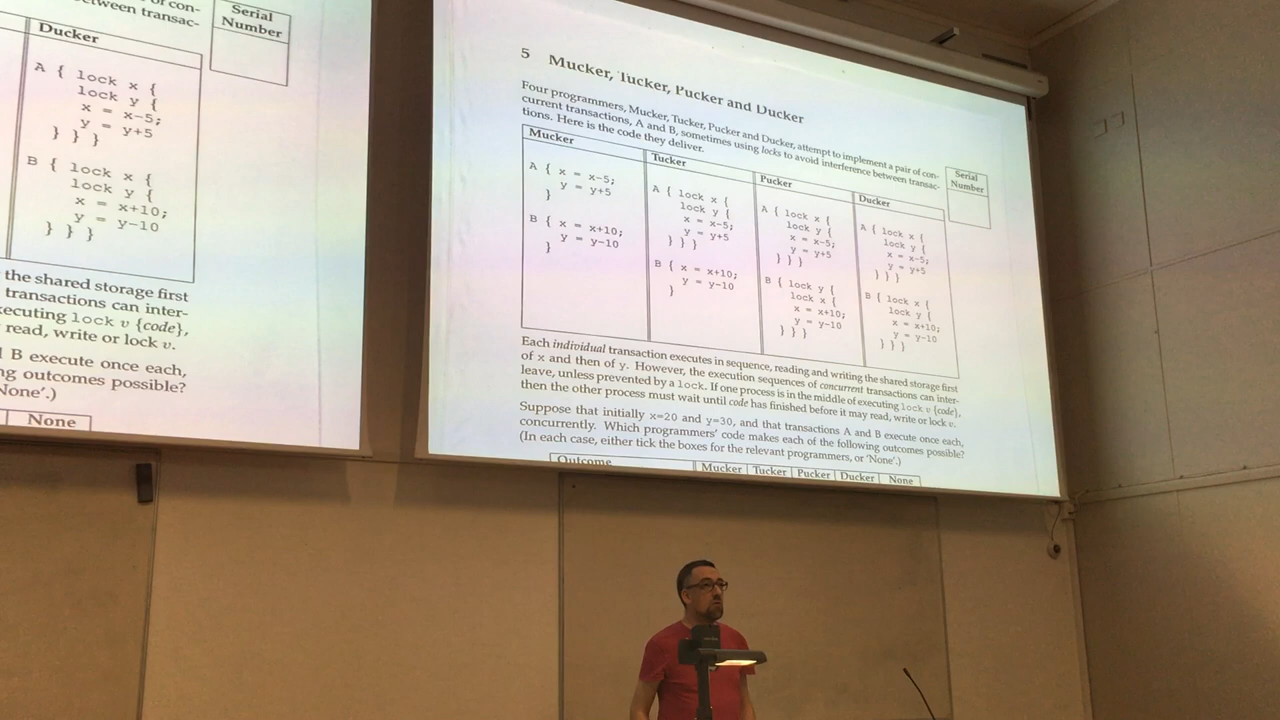 of con-
etween transac-
Serial
Number
Ducker
A { lock x {
lock y {
x = x-5;
y = y+5
} } }
B { lock x {
lock y {
x = x+10;
y = y-10
} } }
the shared storage first
transactions can inter-
ecuting lock v {code},
read, write or lock v.
B execute once each,
ng outcomes possible?
None'.)
None
5 Mucker, Tucker, Pucker and Ducker
Four programmers, Mucker, Tucker, Pucker and Ducker, attempt to implement a pair of con-
current transactions, A and B, sometimes using locks to avoid interference between transac-
tions. Here is the code they deliver.
Serial
Number
Mucker
A { x = x-5;
y = y+5
}
B { x = x+10;
y = y-10
}
Tucker
A { lock x {
lock y {
x = x-5;
y = y+5
} } }
B { x = x+10;
y = y-10
}
Pucker
A { lock x {
lock y {
x = x-5;
y = y+5
} } }
B { lock y {
lock x {
x = x+10;
y = y-10
} } }
Ducker
A { lock x {
lock y {
x = x-5;
y = y+5
} } }
B { lock x {
lock y {
x = x+10;
y = y-10
} } }
Each individual transaction executes in sequence, reading and writing the shared storage first
of x and then of y. However, the execution sequences of concurrent transactions can inter-
leave, unless prevented by a lock. If one process is in the middle of executing lock v {code},
then the other process must wait until code has finished before it may read, write or lock v.
Suppose that initially x=20 and y=30, and that transactions A and B execute once each,
concurrently. Which programmers' code makes each of the following outcomes possible?
(In each case, either tick the boxes for the relevant programmers, or 'None'.)
Outcome Mucker Tucker Pucker Ducker None